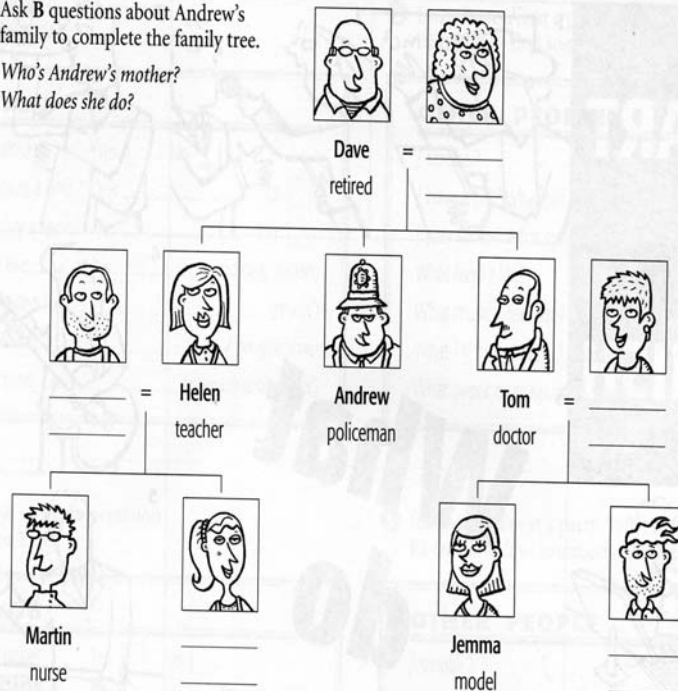 Ask B questions about Andrew's
family to complete the family tree.
Who's Andrew's mother?
What does she do?
Dave = 
retired
= Helen
teacher
Andrew
policeman
Tom =
doctor
Martin
nurse
Jemma
model